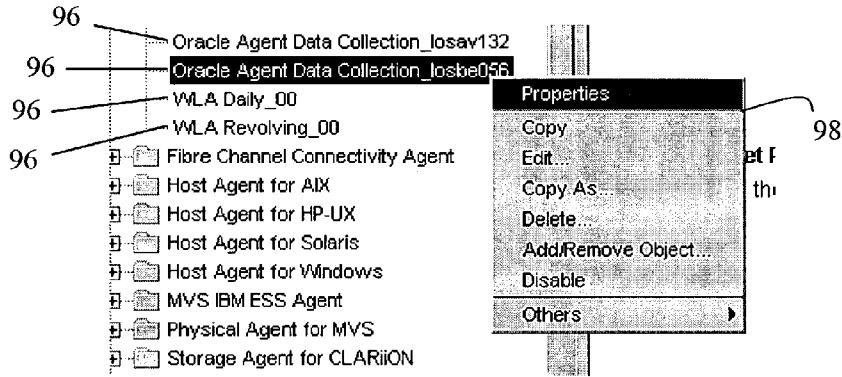 96
Oracle Agent Data Collection_losav132
96
Oracle Agent Data Collection_losbe056
96
WLA Daily_00
96
WLA Revolving_00
Fibre Channel Connectivity Agent
Host Agent for AIX
Host Agent for HP-UX
Host Agent for Solaris
Host Agent for Windows
MVS IBM ESS Agent
Physical Agent for MVS
Storage Agent for CLARiiON
Properties
98
Copy
Edit...
Copy As...
Delete...
Add/Remove Object...
Disable
Others
et
th